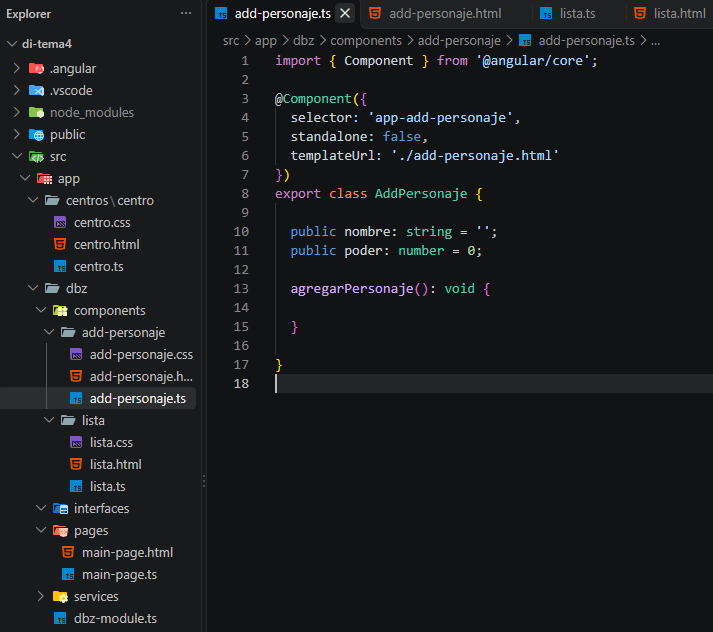 Explorer
···
di-tema4
.angular
.vscode
node_modules
public
src
app
centros\centro
centro.css
centro.html
centro.ts
dbz
components
add-personaje
add-personaje.css
add-personaje.h...
add-personaje.ts
lista
lista.css
lista.html
lista.ts
interfaces
pages
main-page.html
main-page.ts
services
dbz-module.ts
add-personaje.ts
add-personaje.html
lista.ts
lista.html
src > app > dbz > components > add-personaje > add-personaje.ts > ...
1 import { Component } from '@angular/core';
2
3 @Component({
4 selector: 'app-add-personaje',
5 standalone: false,
6 templateUrl: './add-personaje.html'
7 })
8 export class AddPersonaje {
9
10 public nombre: string = '';
11 public poder: number = 0;
12
13 agregarPersonaje(): void {
14
15 }
16
17 }
18